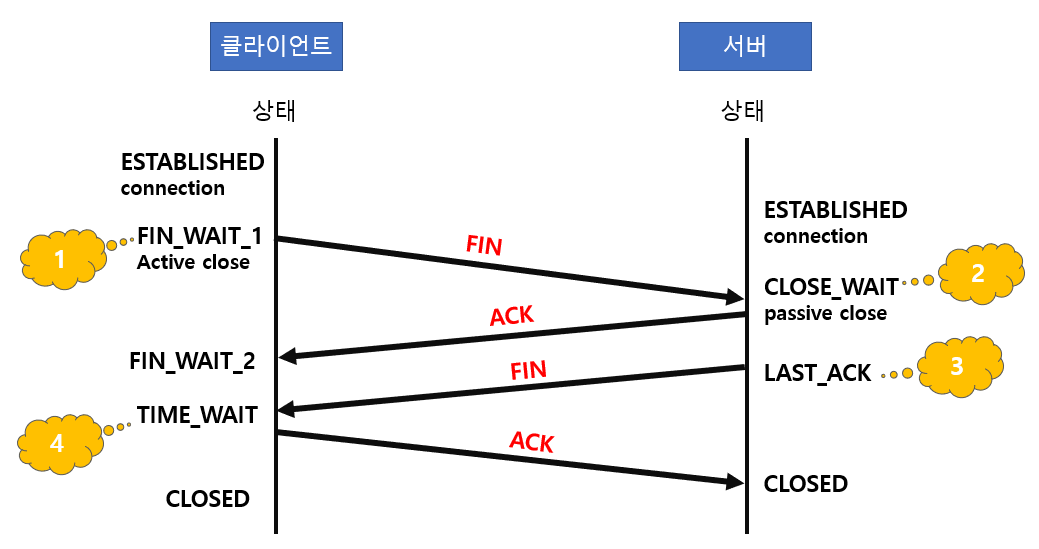 클라이언트
서버
상태
상태
ESTABLISHED
connection
ESTABLISHED
connection
FIN_WAIT_1
Active close
1
FIN
2
CLOSE_WAIT
passive close
ACK
FIN_WAIT_2
FIN
LAST_ACK
3
TIME_WAIT
4
ACK
CLOSED
CLOSED